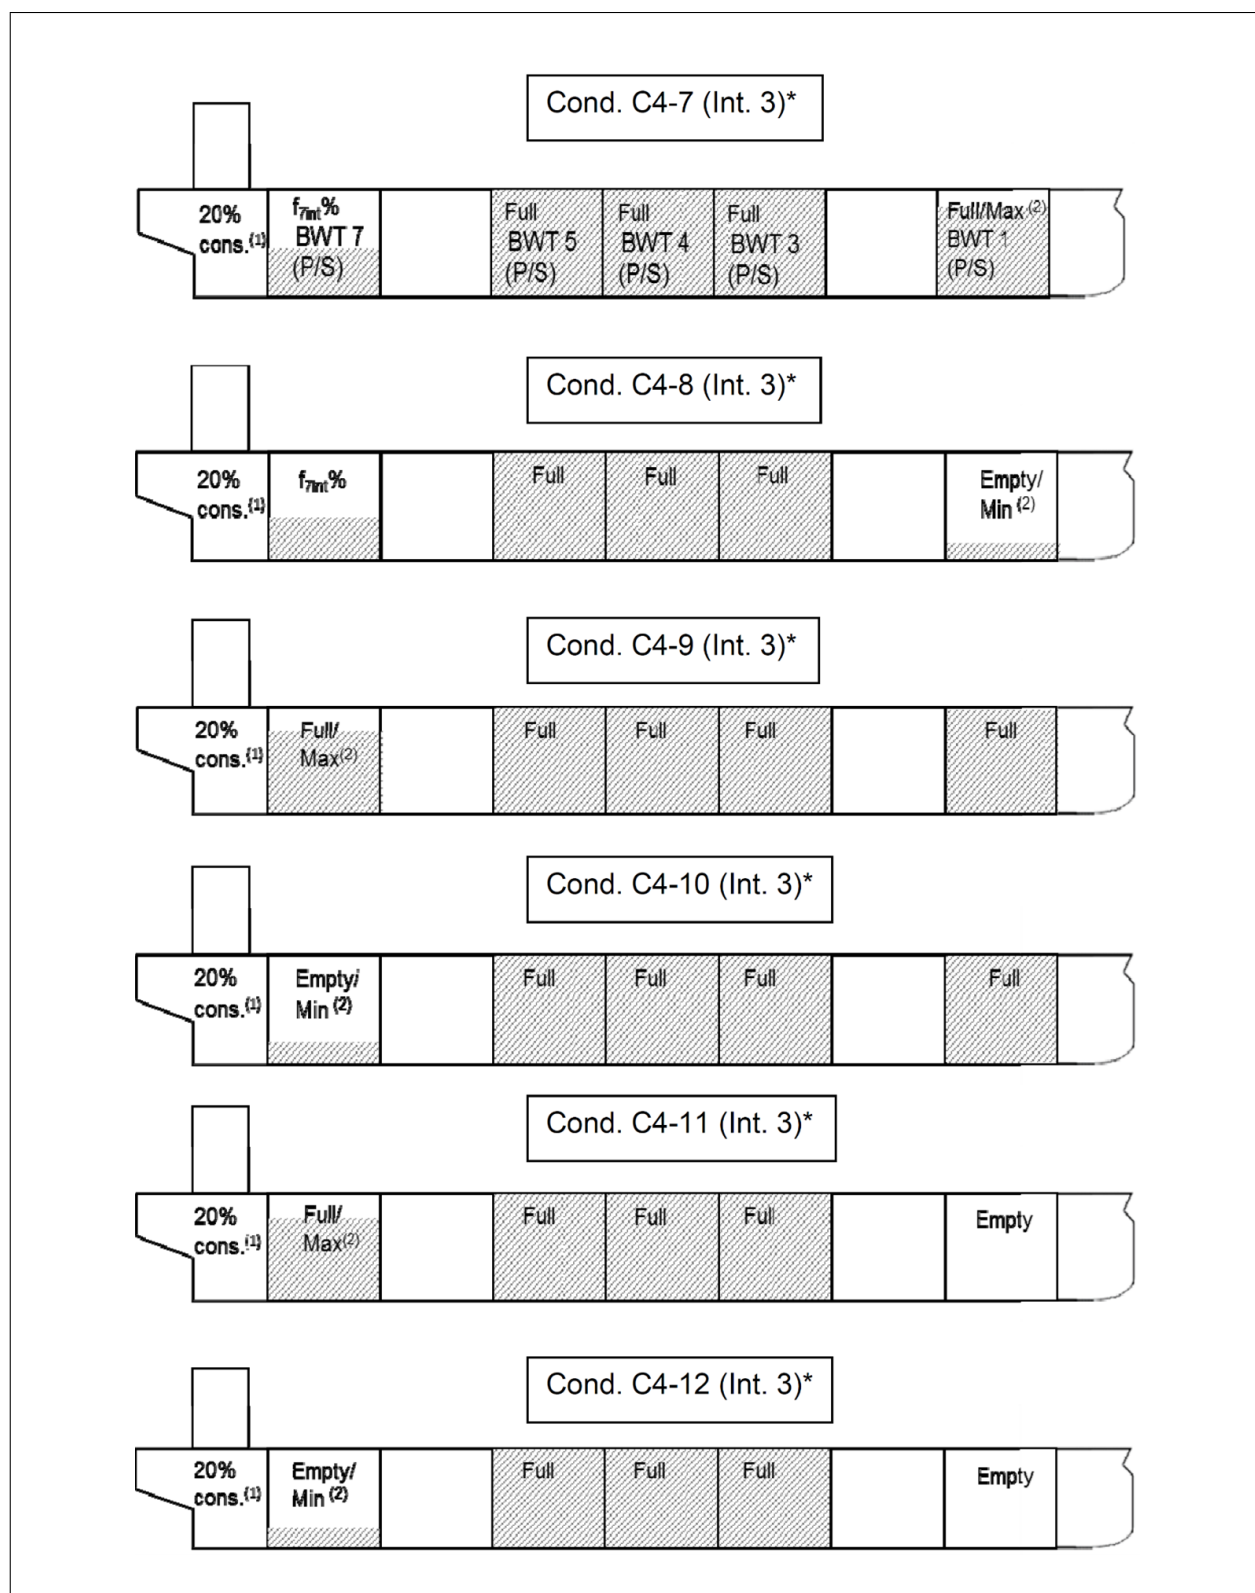 Cond. C4-7 (Int. 3)*
20%
cons.(1)
f7int%
BWT 7
(P/S)
Full
BWT 5
(P/S)
Full
BWT 4
(P/S)
Full
BWT 3
(P/S)
Full/Max (2)
BWT 1
(P/S)
Cond. C4-8 (Int. 3)*
20%
cons.(1)
f7int%
Full
Full
Full
Empty/
Min (2)
Cond. C4-9 (Int. 3)*
20%
cons.(1)
Full/
Max(2)
Full
Full
Full
Full
Cond. C4-10 (Int. 3)*
20%
cons.(1)
Empty/
Min (2)
Full
Full
Full
Full
Cond. C4-11 (Int. 3)*
20%
cons.(1)
Full/
Max(2)
Full
Full
Full
Empty
Cond. C4-12 (Int. 3)*
20%
cons.(1)
Empty/
Min (2)
Full
Full
Full
Empty